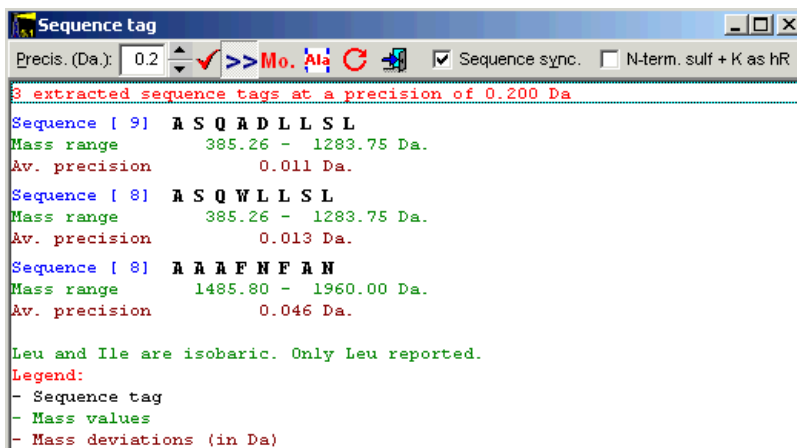 Sequence tag
Precis. (Da.): 0.2 >> Mo. Ala Sequence sync. N-term. sulf + K as hR
3 extracted sequence tags at a precision of 0.200 Da
Sequence [ 9] A S Q A D L L S L
Mass range 385.26 - 1283.75 Da.
Av. precision 0.011 Da.
Sequence [ 8] A S Q W L L S L
Mass range 385.26 - 1283.75 Da.
Av. precision 0.013 Da.
Sequence [ 8] A A A F N F A N
Mass range 1485.80 - 1960.00 Da.
Av. precision 0.046 Da.
Leu and Ile are isobaric. Only Leu reported.
Legend:
- Sequence tag
- Mass values
- Mass deviations (in Da)